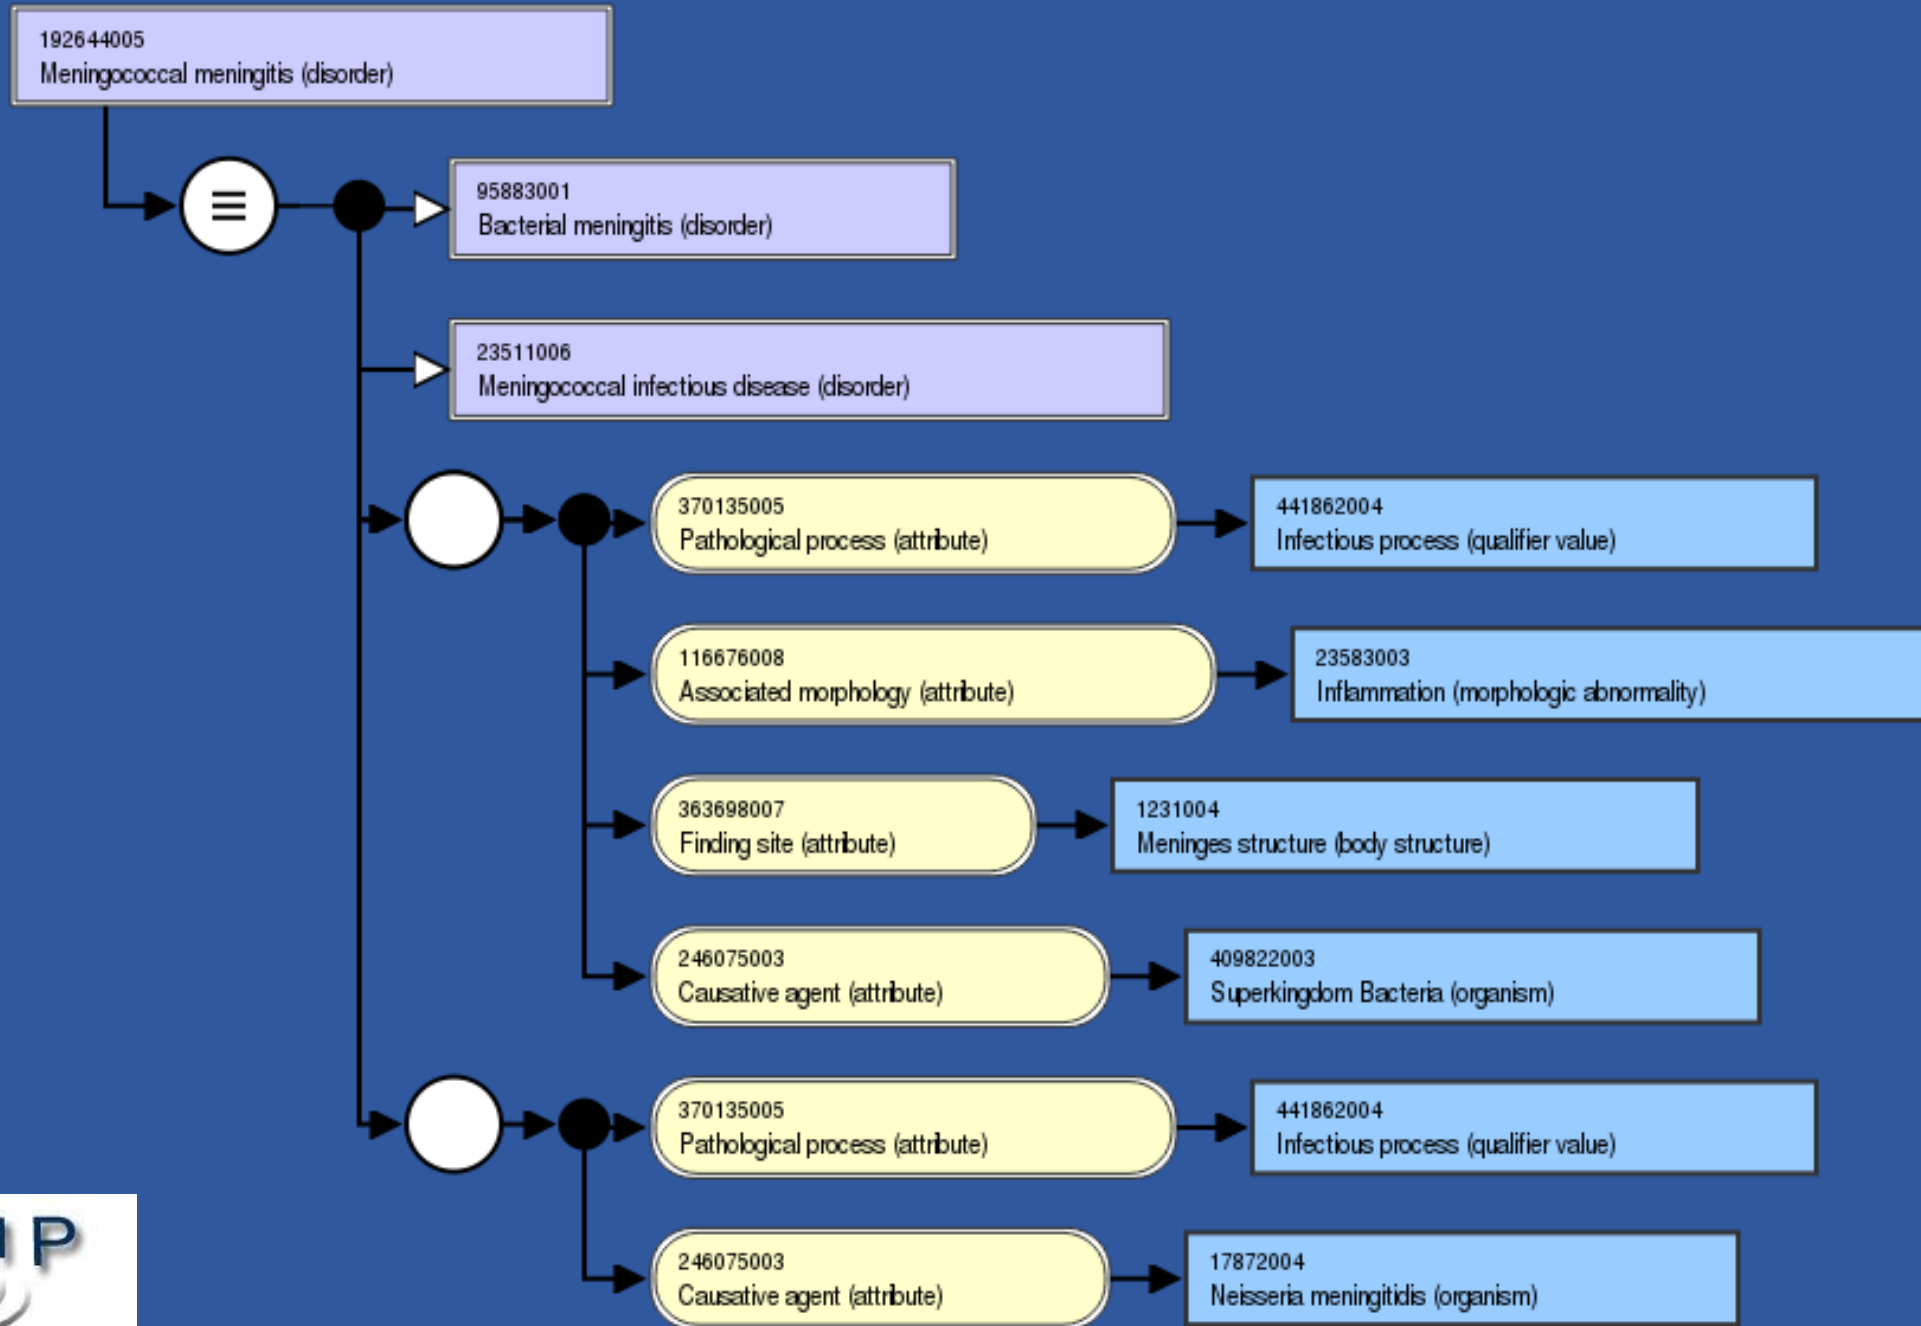 192644005
Meningococcal meningitis (disorder)
≡
95883001
Bacterial meningitis (disorder)
23511006
Meningococcal infectious disease (disorder)
370135005
Pathological process (attribute)
441862004
Infectious process (qualifier value)
116676008
Associated morphology (attribute)
23583003
Inflammation (morphologic abnormality)
363698007
Finding site (attribute)
1231004
Meninges structure (body structure)
246075003
Causative agent (attribute)
409822003
Superkingdom Bacteria (organism)
370135005
Pathological process (attribute)
441862004
Infectious process (qualifier value)
246075003
Causative agent (attribute)
17872004
Neisseria meningitidis (organism)
P